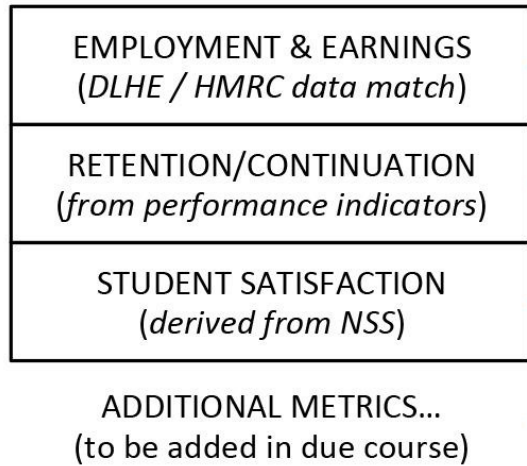 EMPLOYMENT & EARNINGS
(DLHE / HMRC data match)
RETENTION/CONTINUATION
(from performance indicators)
STUDENT SATISFACTION
(derived from NSS)
ADDITIONAL METRICS...
(to be added in due course)